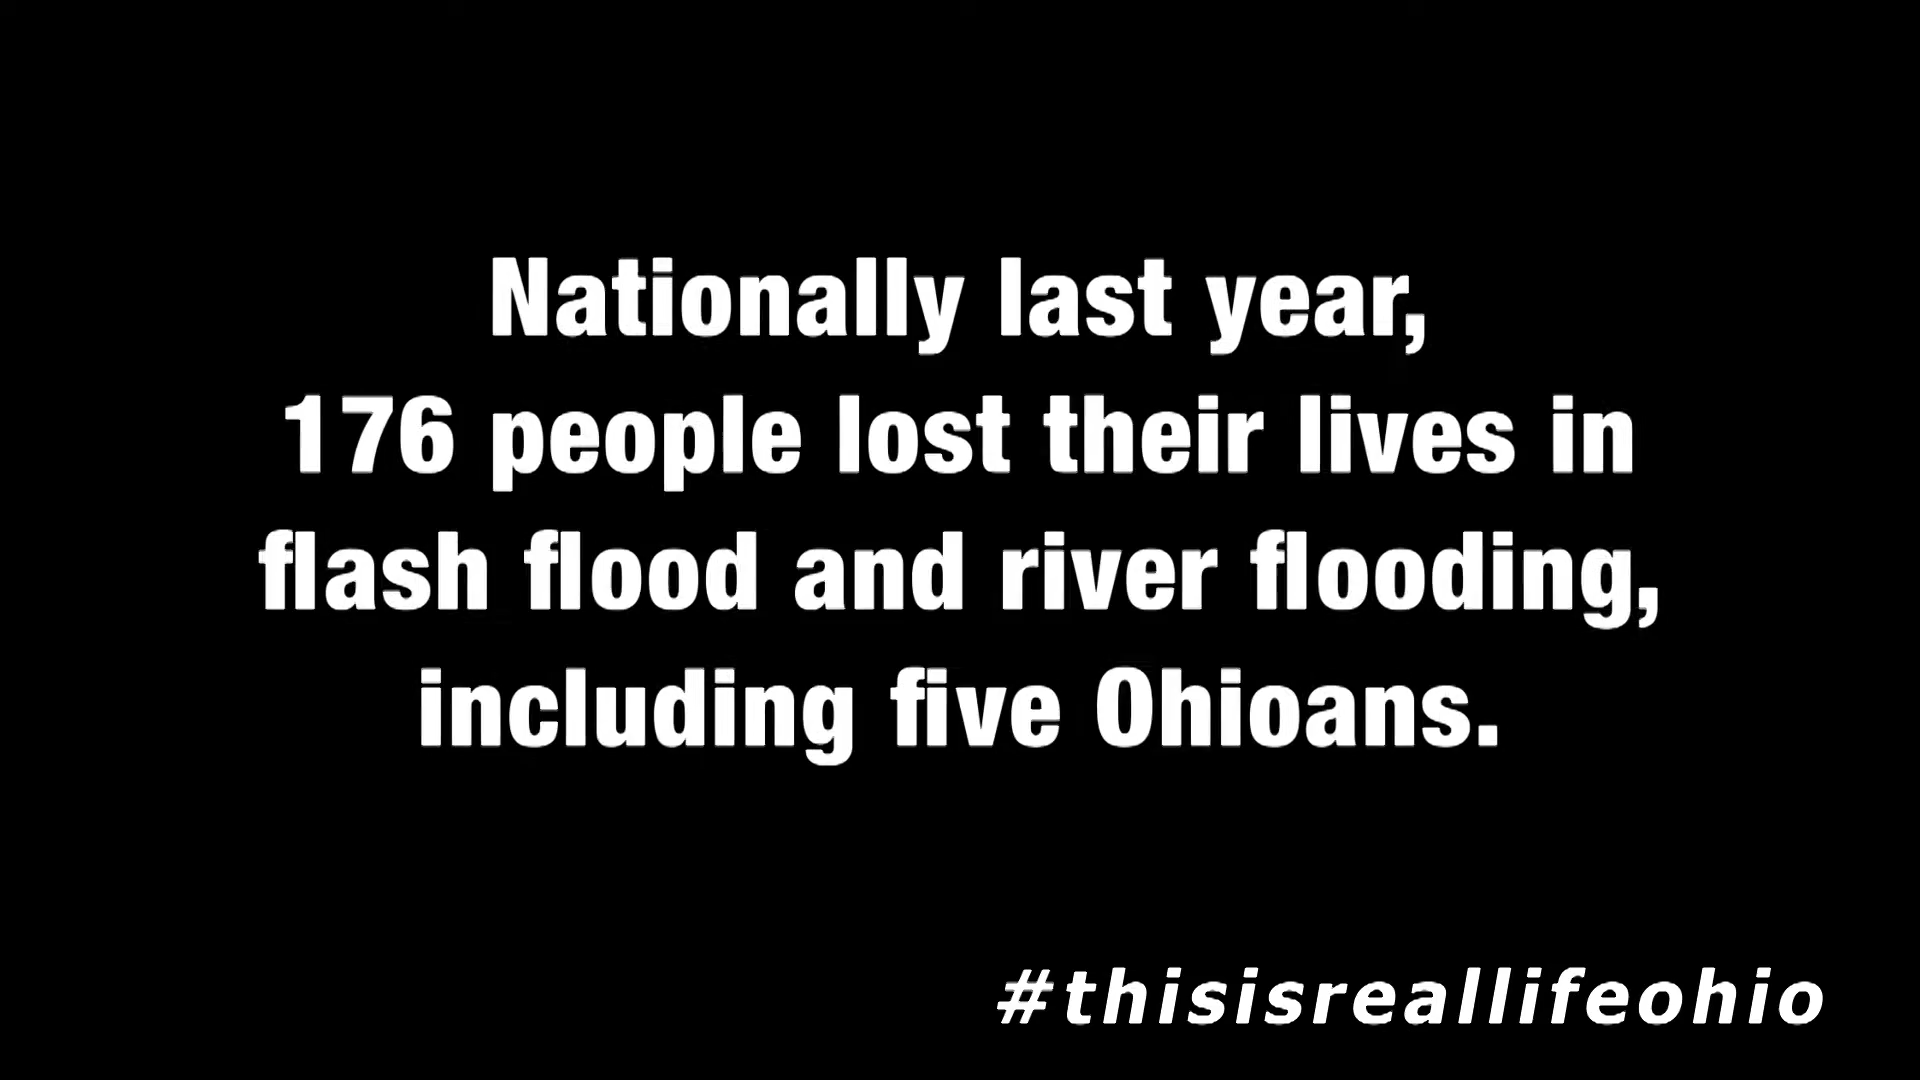 Nationally last year,
176 people lost their lives in
flash flood and river flooding,
including five Ohioans.
#thisisreallifeohio